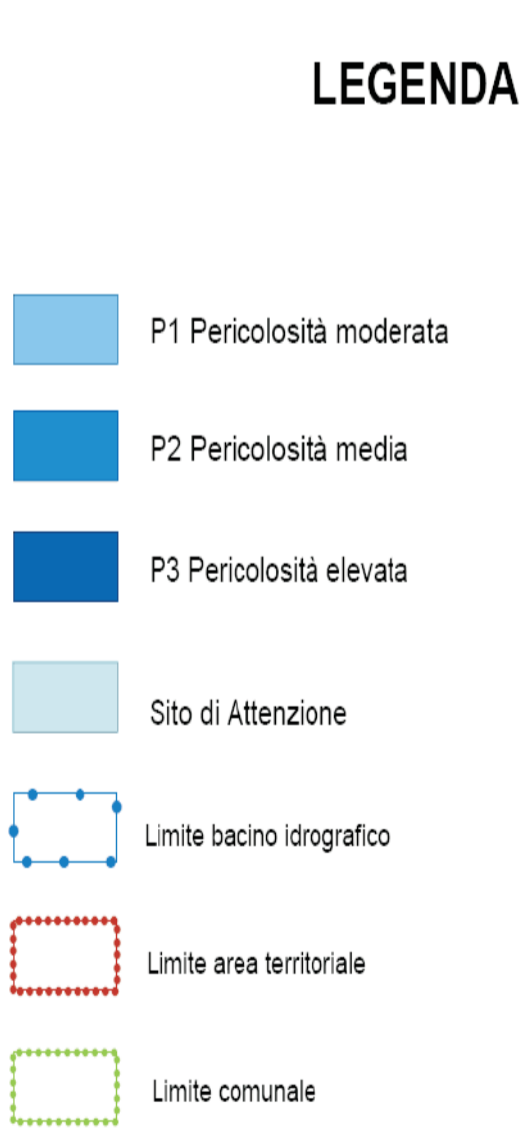 LEGENDA
P1 Pericolosità moderata
P2 Pericolosità media
P3 Pericolosità elevata
Sito di Attenzione
Limite bacino idrografico
Limite area territoriale
Limite comunale